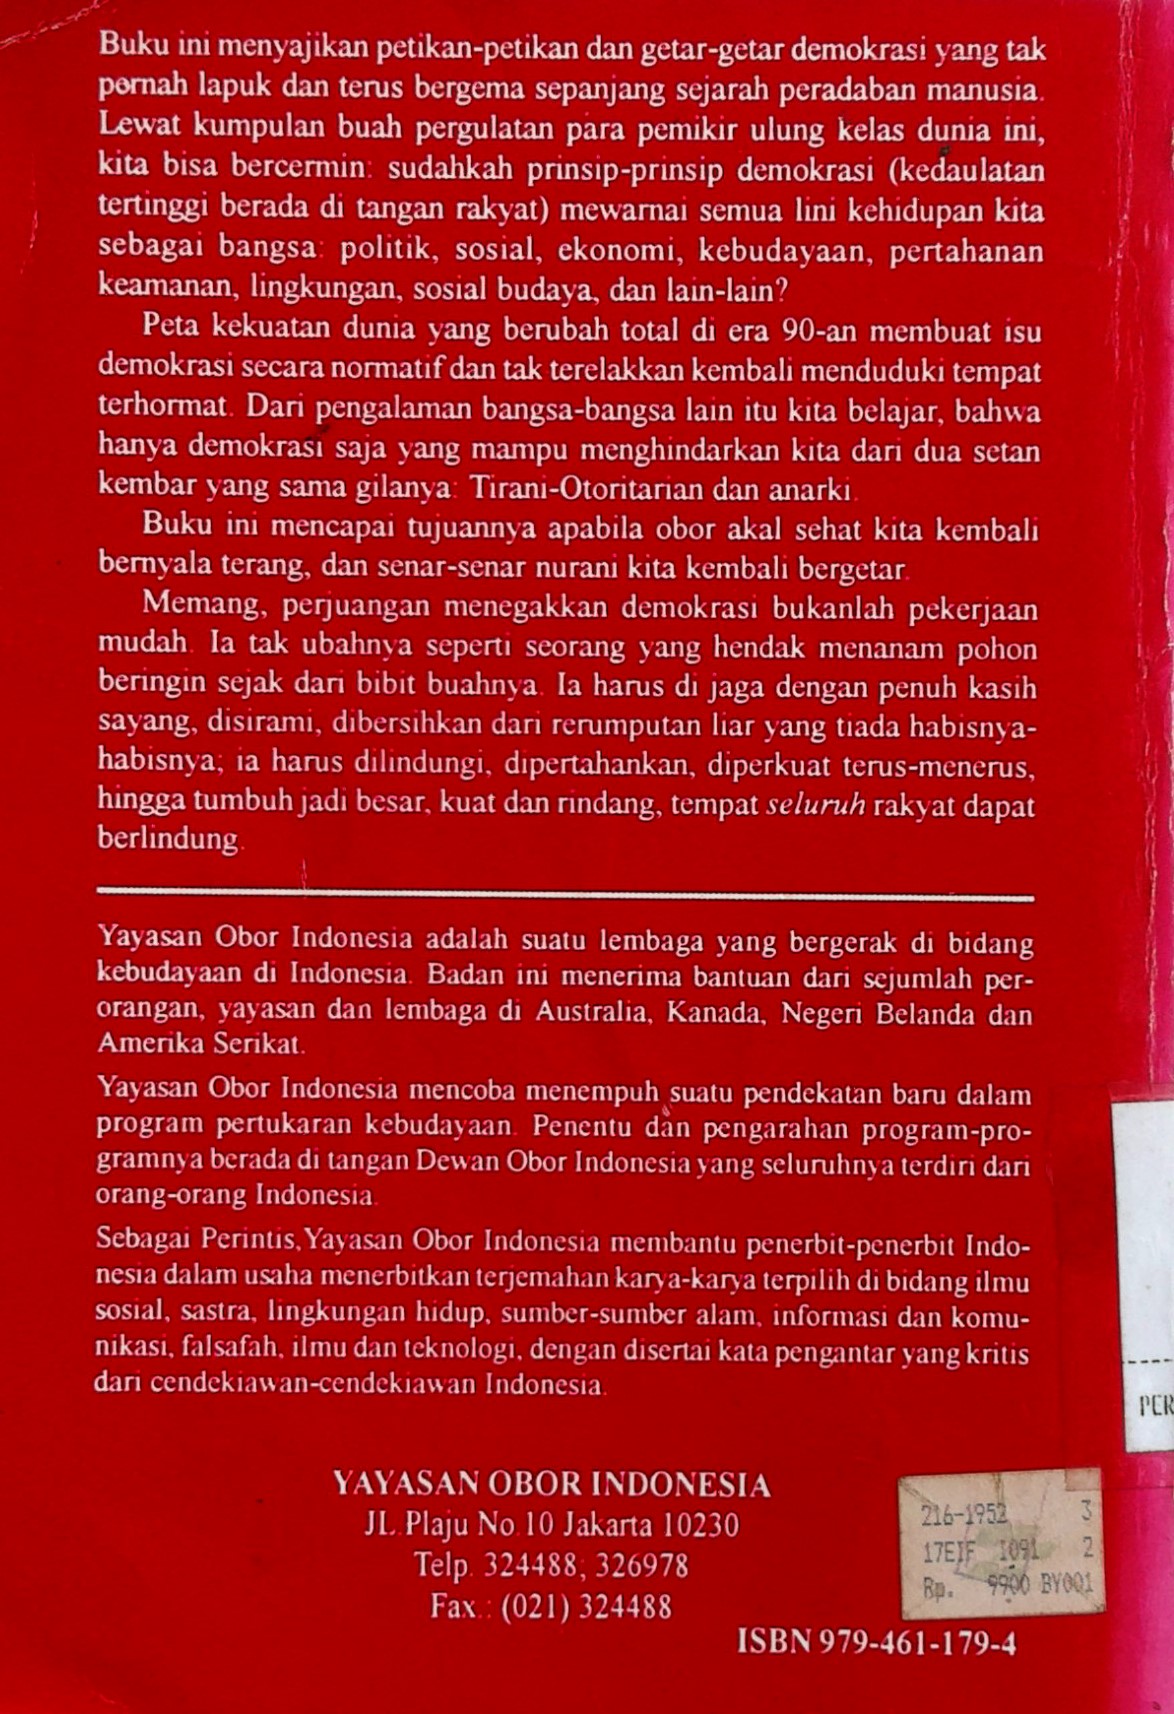 Buku ini menyajikan petikan-petikan dan getar-getar demokrasi yang tak
pernah lapuk dan terus bergema sepanjang sejarah peradaban manusia.
Lewat kumpulan buah pergulatan para pemikir ulung kelas dunia ini,
kita bisa bercermin: sudahkah prinsip-prinsip demokrasi (kedaulatan
tertinggi berada di tangan rakyat) mewarnai semua lini kehidupan kita
sebagai bangsa: politik, sosial, ekonomi, kebudayaan, pertahanan
keamanan, lingkungan, sosial budaya, dan lain-lain?
Peta kekuatan dunia yang berubah total di era 90-an membuat isu
demokrasi secara normatif dan tak terelakkan kembali menduduki tempat
terhormat. Dari pengalaman bangsa-bangsa lain itu kita belajar, bahwa
hanya demokrasi saja yang mampu menghindarkan kita dari dua setan
kembar yang sama gilanya: Tirani-Otoritarian dan anarki.
Buku ini mencapai tujuannya apabila obor akal sehat kita kembali
bernyala terang, dan senar-senar nurani kita kembali bergetar.
Memang, perjuangan menegakkan demokrasi bukanlah pekerjaan
mudah. Ia tak ubahnya seperti seorang yang hendak menanam pohon
beringin sejak dari bibit buahnya. Ia harus di jaga dengan penuh kasih
sayang, disirami, dibersihkan dari rerumputan liar yang tiada habisnya-
habisnya; ia harus dilindungi, dipertahankan, diperkuat terus-menerus,
hingga tumbuh jadi besar, kuat dan rindang, tempat seluruh rakyat dapat
berlindung.
Yayasan Obor Indonesia adalah suatu lembaga yang bergerak di bidang
kebudayaan di Indonesia. Badan ini menerima bantuan dari sejumlah per-
orangan, yayasan dan lembaga di Australia, Kanada, Negeri Belanda dan
Amerika Serikat.
Yayasan Obor Indonesia mencoba menempuh suatu pendekatan baru dalam
program pertukaran kebudayaan. Penentu dan pengarahan program-pro-
gramnya berada di tangan Dewan Obor Indonesia yang seluruhnya terdiri dari
orang-orang Indonesia.
Sebagai Perintis, Yayasan Obor Indonesia membantu penerbit-penerbit Indo-
nesia dalam usaha menerbitkan terjemahan karya-karya terpilih di bidang ilmu
sosial, sastra, lingkungan hidup, sumber-sumber alam, informasi dan komu-
nikasi, falsafah, ilmu dan teknologi, dengan disertai kata pengantar yang kritis
dari cendekiawan-cendekiawan Indonesia.
PER
YAYASAN OBOR INDONESIA
JL. Plaju No.10 Jakarta 10230
Telp. 324488; 326978
Fax.: (021) 324488
216-1952 3
17EIF I091 2
Rp. 9900 BY001
ISBN 979-461-179-4